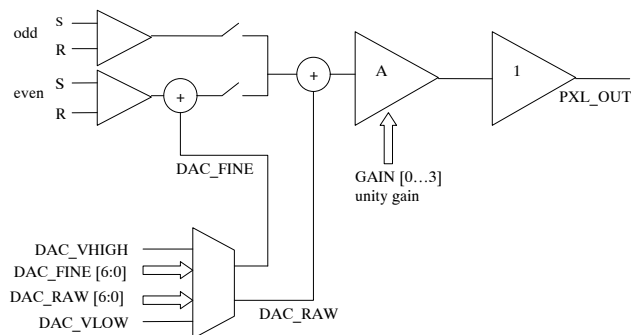 odd
S
R
even
S
R
+
+
A
1
PXL_OUT
DAC_FINE
GAIN [0…3]
unity gain
DAC_VHIGH
DAC_FINE [6:0]
DAC_RAW [6:0]
DAC_VLOW
DAC_RAW